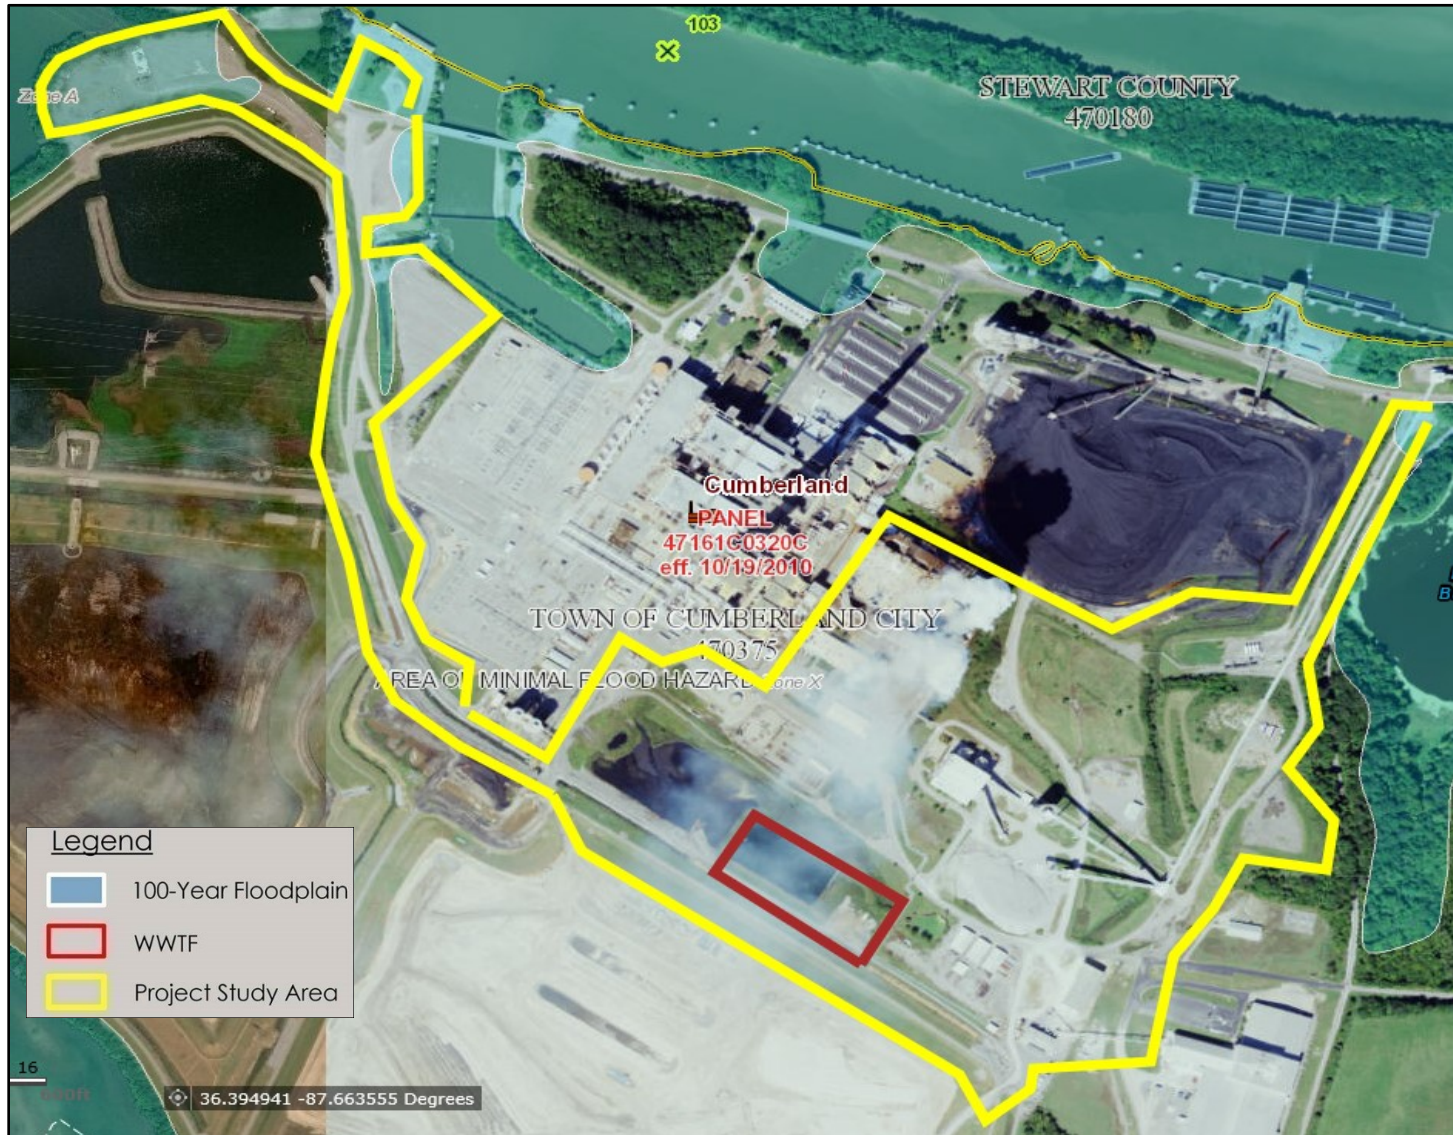 103
STEWART COUNTY
470180
Zone A
Cumberland
PANEL
47161C0320C
eff. 10/19/2010
TOWN OF CUMBERLAND CITY
470375
AREA OF MINIMAL FLOOD HAZARD Zone X
B
Legend
100-Year Floodplain
WWTF
Project Study Area
16
36.394941 -87.663555 Degrees